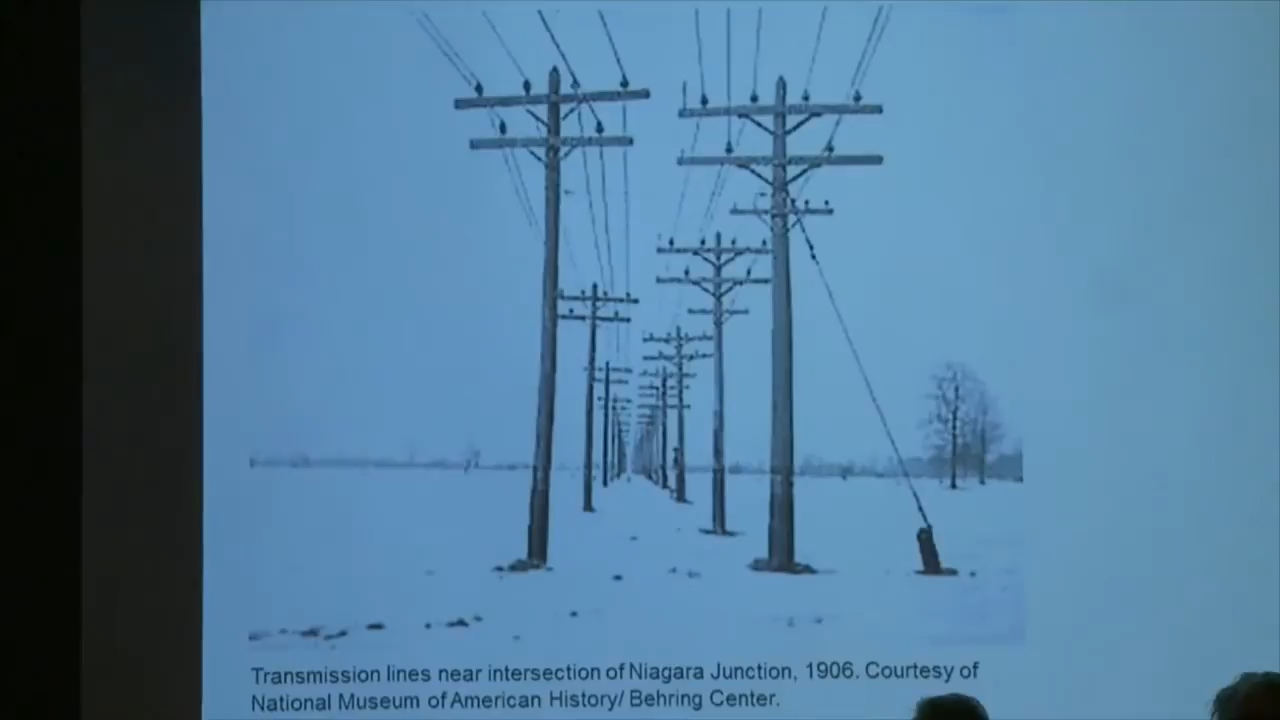 Transmission lines near intersection of Niagara Junction, 1906. Courtesy of
National Museum of American History/ Behring Center.